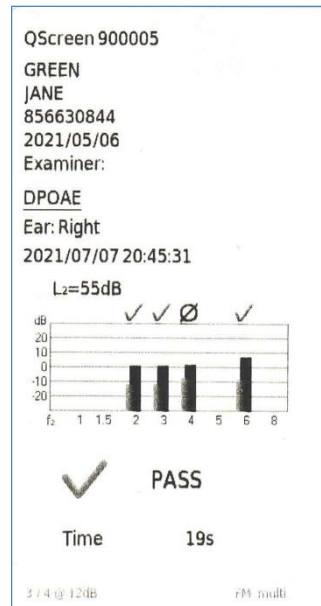 QScreen 900005
GREEN
JANE
856630844
2021/05/06
Examiner:
DPOAE
Ear: Right
2021/07/07 20:45:31
L₂=55dB
dB
20
10
0
-10
-20
f₂ 1 1.5 2 3 4 5 6 8
PASS
Time 19s
3 / 4 @ 12dB FM multi